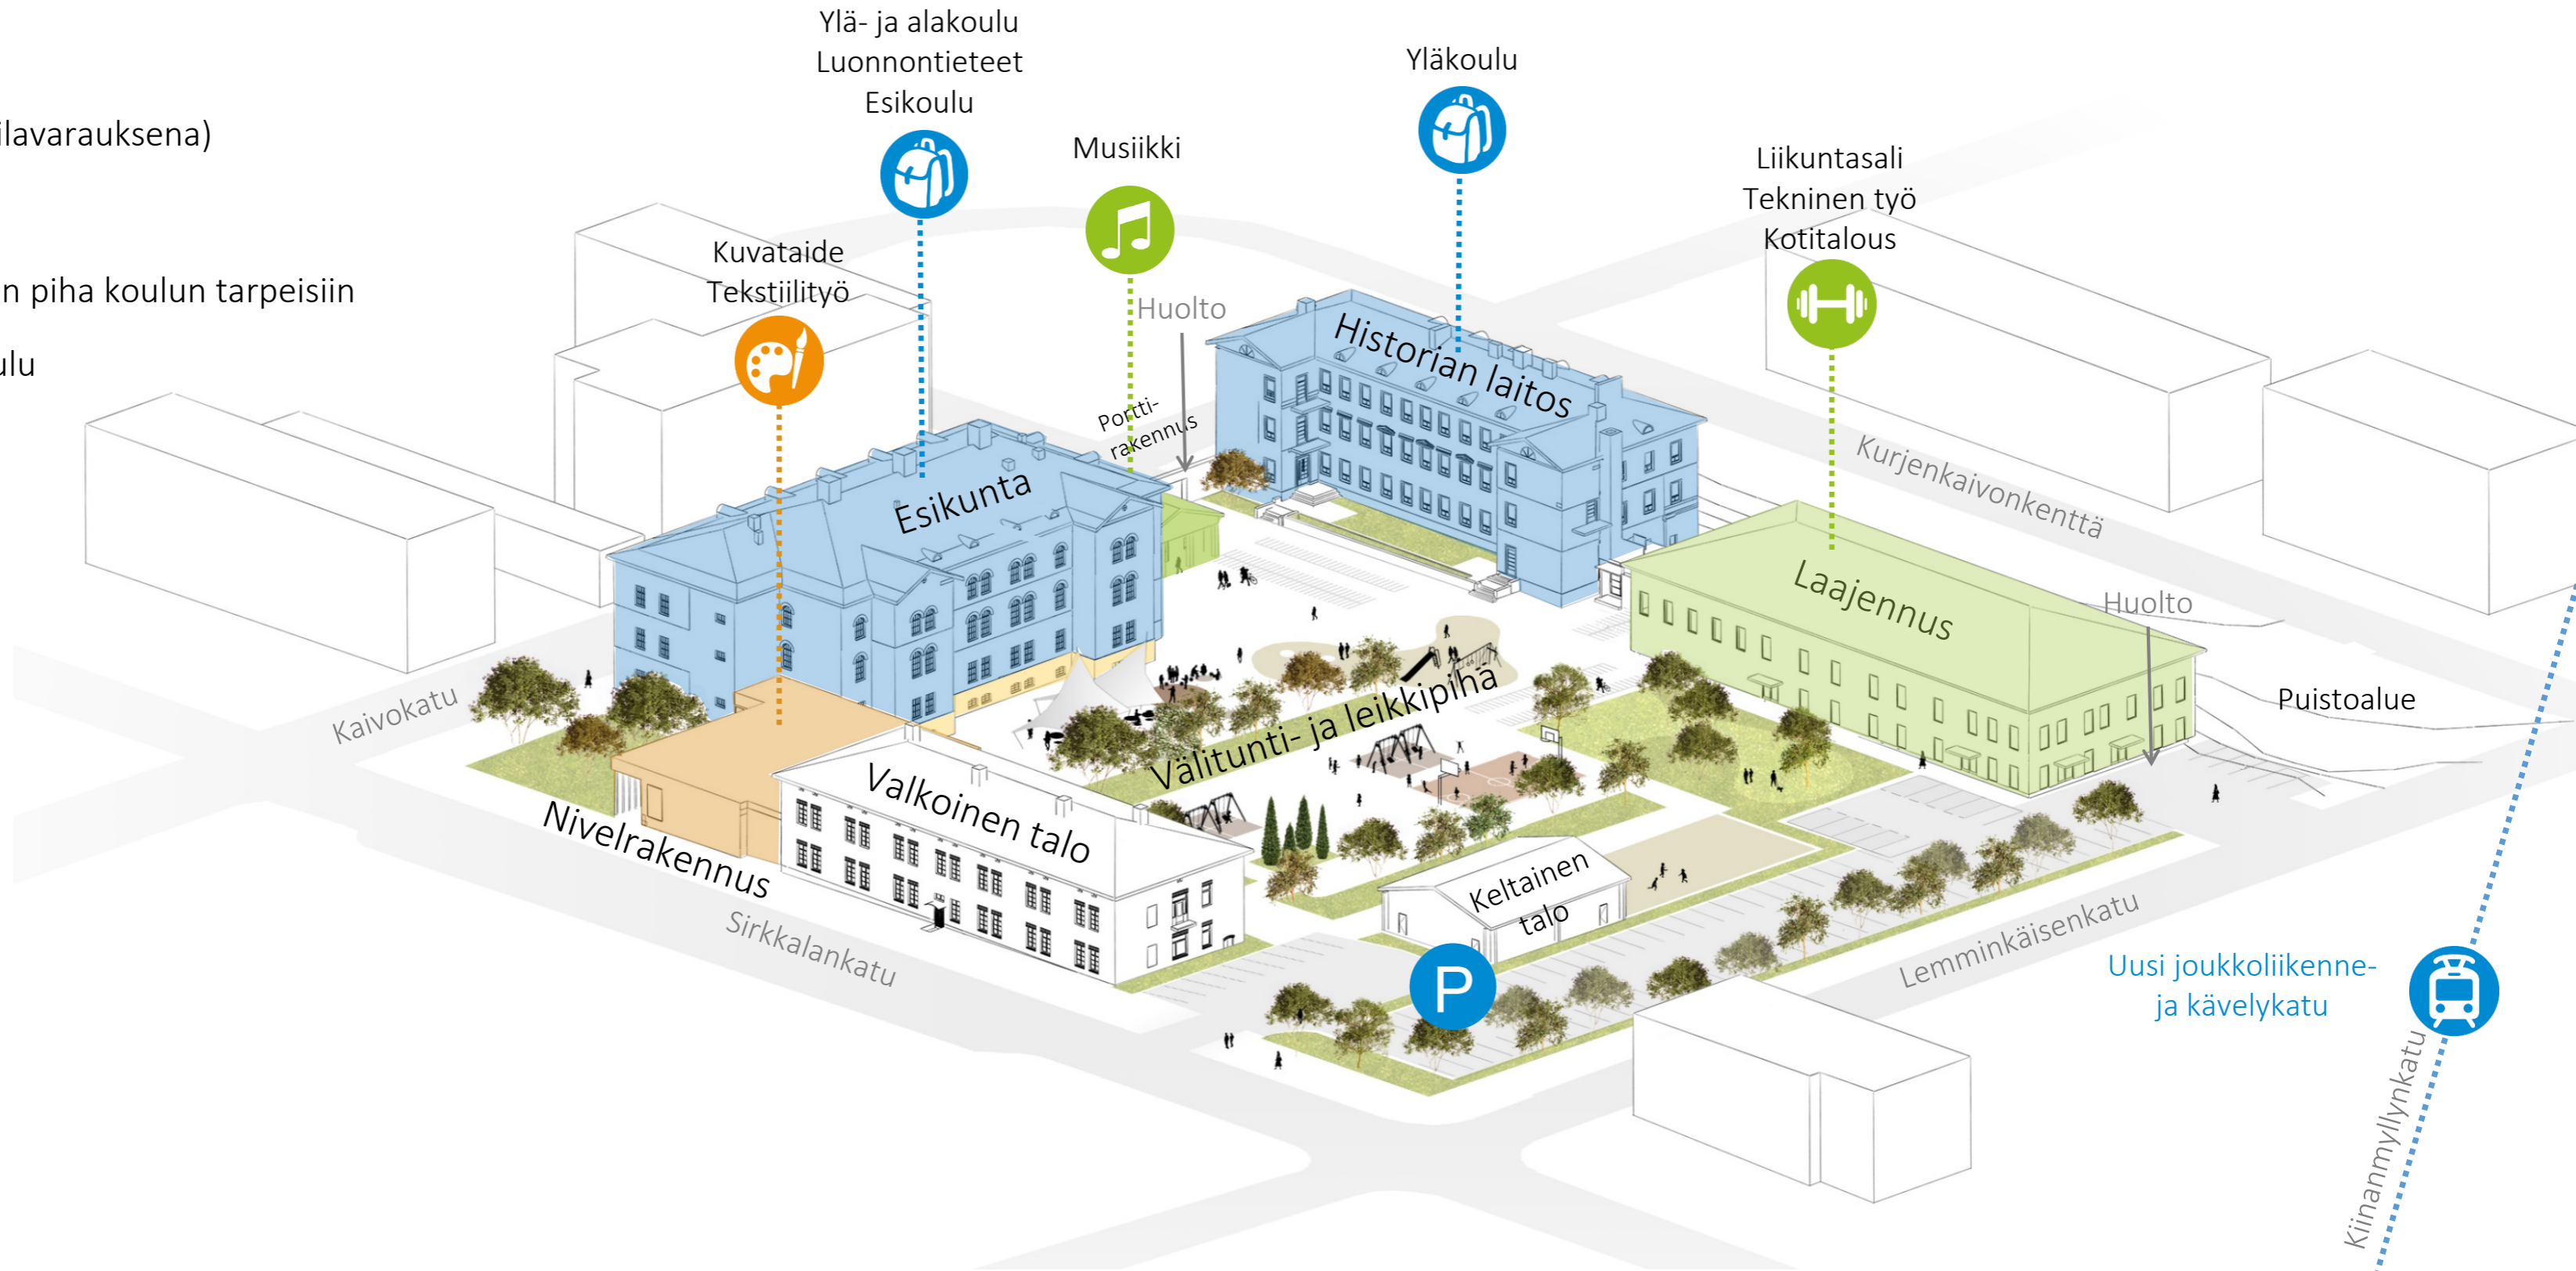 ilavarauksena)
n piha koulun tarpeisiin
ulu
Ylä- ja alakoulu
Luonnontieteet
Esikoulu
Musiikki
Yläkoulu
Liikuntasali
Tekninen työ
Kotitalous
Kuvataide
Tekstiilityö
Huolto
Portti-
rakennus
Historian laitos
Esikunta
Kurjenkaivonkenttä
Laajennus
Huolto
Puistoalue
Kaivokatu
Välitunti- ja leikkipiha
Valkoinen talo
Nivelrakennus
Keltainen
talo
Sirkkalankatu
P
Lemminkäisenkatu
Uusi joukkoliikenne-
ja kävelykatu
Kiinanmyllynkatu